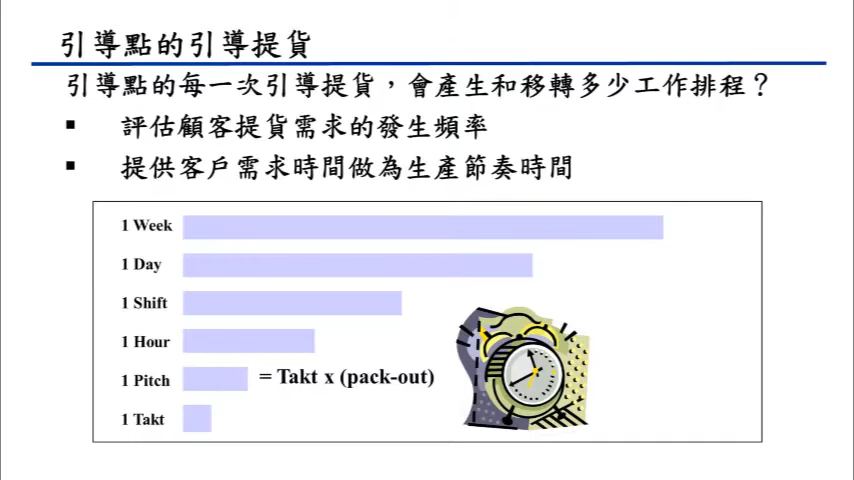 引導點的引導提貨
引導點的每一次引導提貨，會產生和移轉多少工作排程？
▪ 評估顧客提貨需求的發生頻率
▪ 提供客戶需求時間做為生產節奏時間
1 Week
1 Day
1 Shift
1 Hour
1 Pitch = Takt x (pack-out)
1 Takt